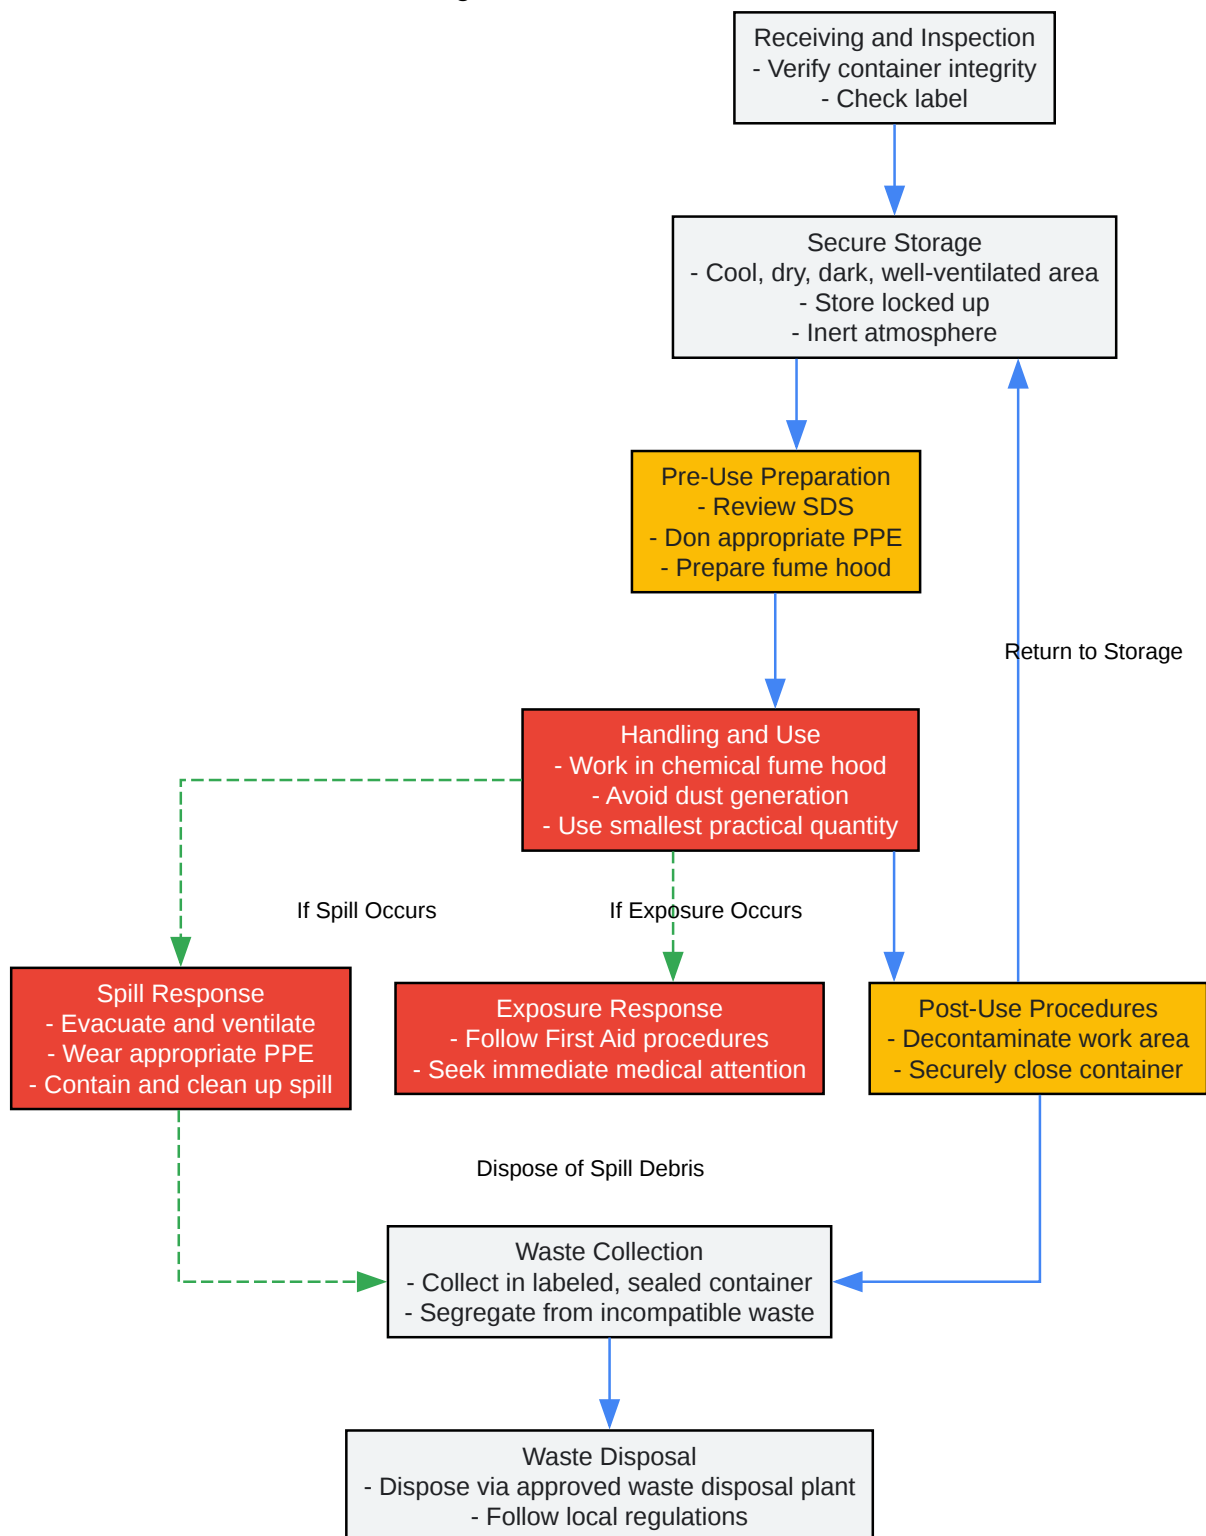 Receiving and Inspection
- Verify container integrity
- Check label
Secure Storage
- Cool, dry, dark, well-ventilated area
- Store locked up
- Inert atmosphere
Pre-Use Preparation
- Review SDS
- Don appropriate PPE
- Prepare fume hood
Return to Storage
Handling and Use
- Work in chemical fume hood
- Avoid dust generation
- Use smallest practical quantity
If Spill Occurs
If Exposure Occurs
Spill Response
- Evacuate and ventilate
- Wear appropriate PPE
- Contain and clean up spill
Exposure Response
- Follow First Aid procedures
- Seek immediate medical attention
Post-Use Procedures
- Decontaminate work area
- Securely close container
Dispose of Spill Debris
Waste Collection
- Collect in labeled, sealed container
- Segregate from incompatible waste
Waste Disposal
- Dispose via approved waste disposal plant
- Follow local regulations